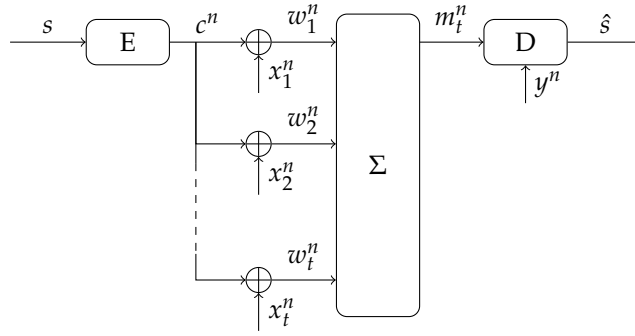 s E c^n w_1^n m_t^n D ŝ
x_1^n y^n
w_2^n
x_2^n Σ
w_t^n
x_t^n